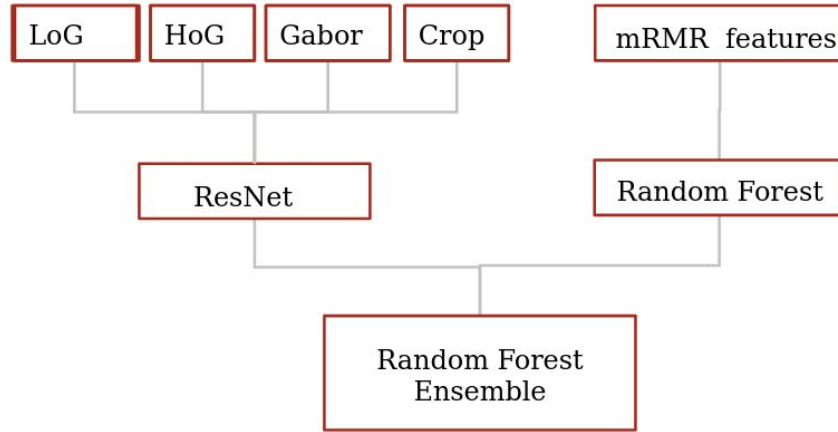 LoG
HoG
Gabor
Crop
mRMR features
ResNet
Random Forest
Random Forest
Ensemble